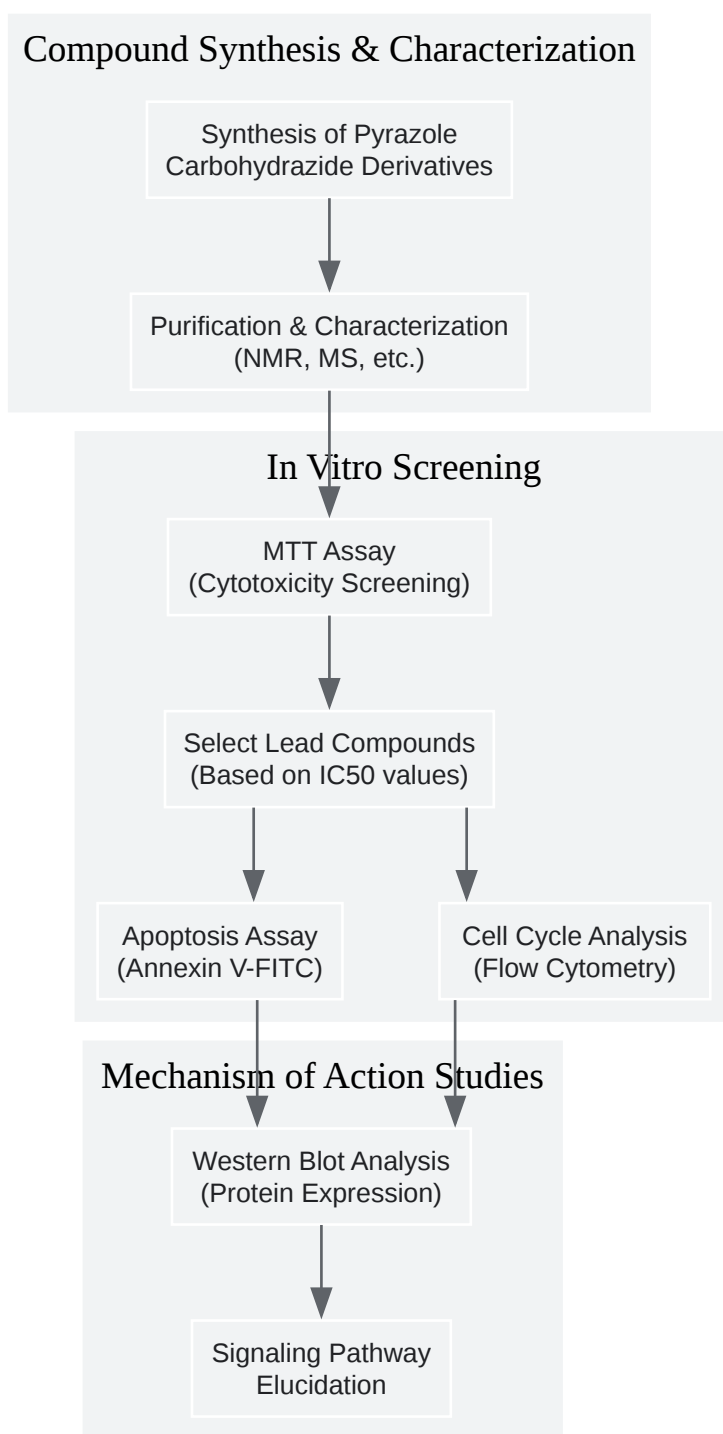 Compound Synthesis & Characterization
Synthesis of Pyrazole
Carbohydrazide Derivatives
Purification & Characterization
(NMR, MS, etc.)
In Vitro Screening
MTT Assay
(Cytotoxicity Screening)
Select Lead Compounds
(Based on IC50 values)
Apoptosis Assay
(Annexin V-FITC)
Cell Cycle Analysis
(Flow Cytometry)
Mechanism of Action Studies
Western Blot Analysis
(Protein Expression)
Signaling Pathway
Elucidation